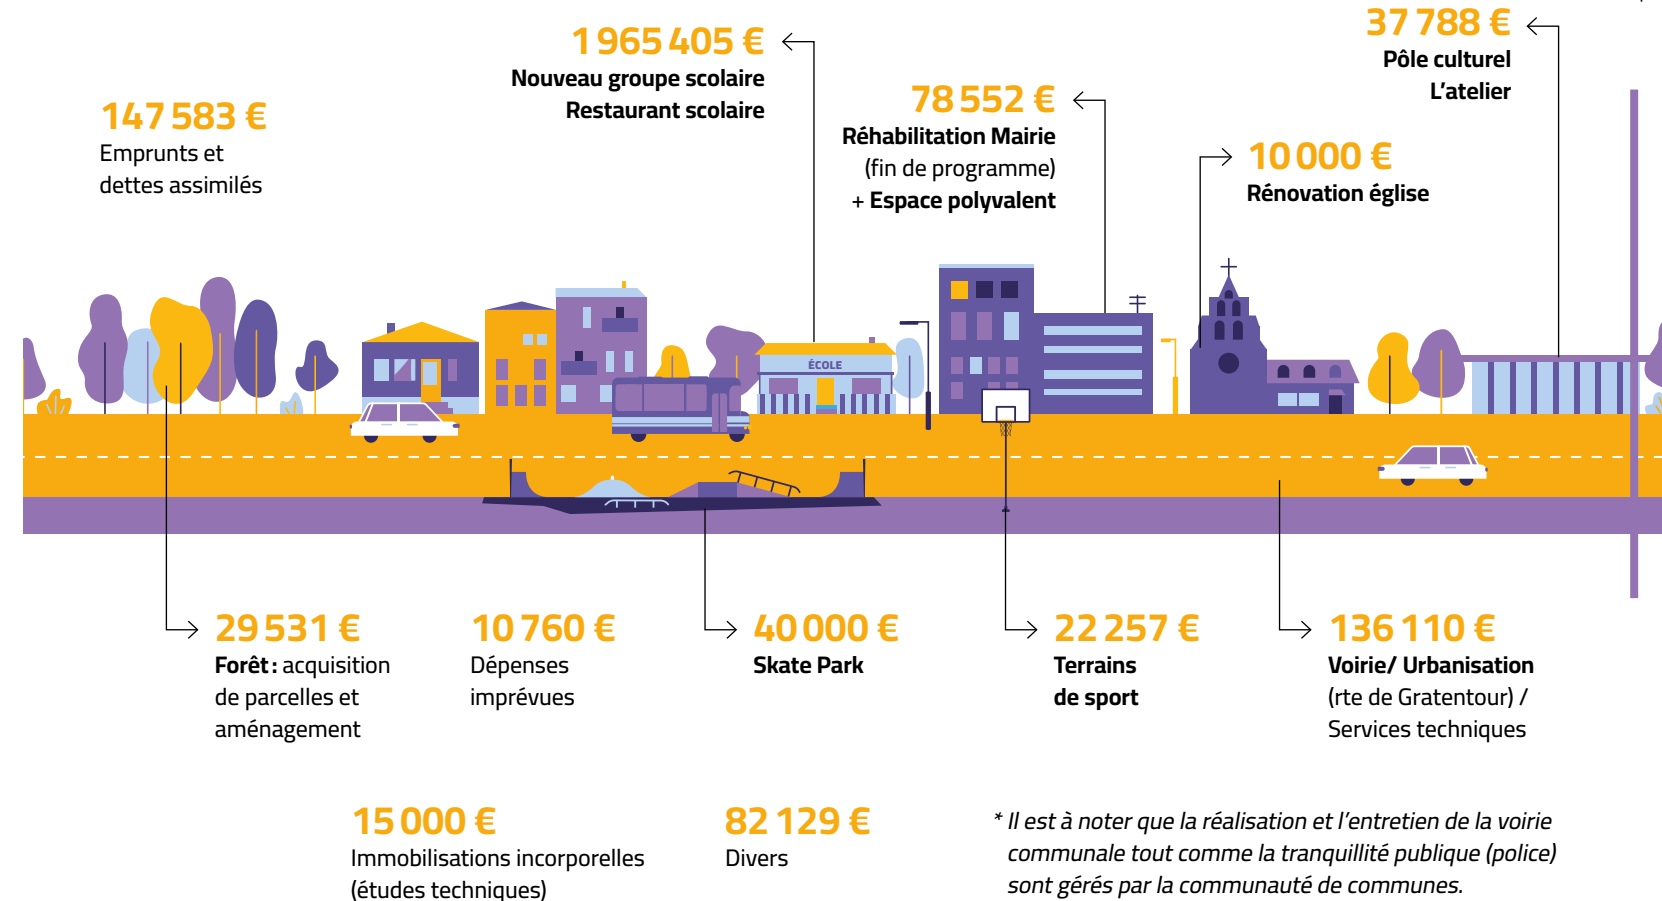 37 788 €
Pôle culturel
L'atelier
1 965 405 €
Nouveau groupe scolaire
Restaurant scolaire
78 552 €
Réhabilitation Mairie
(fin de programme)
+ Espace polyvalent
147 583 €
Emprunts et
dettes assimilés
10 000 €
Rénovation église
ÉCOLE
29 531 €
Forêt : acquisition
de parcelles et
aménagement
10 760 €
Dépenses
imprévues
40 000 €
Skate Park
22 257 €
Terrains
de sport
136 110 €
Voirie/ Urbanisation
(rte de Gratentour) /
Services techniques
15 000 €
Immobilisations incorporelles
(études techniques)
82 129 €
Divers
* Il est à noter que la réalisation et l'entretien de la voirie
communale tout comme la tranquillité publique (police)
sont gérés par la communauté de communes.